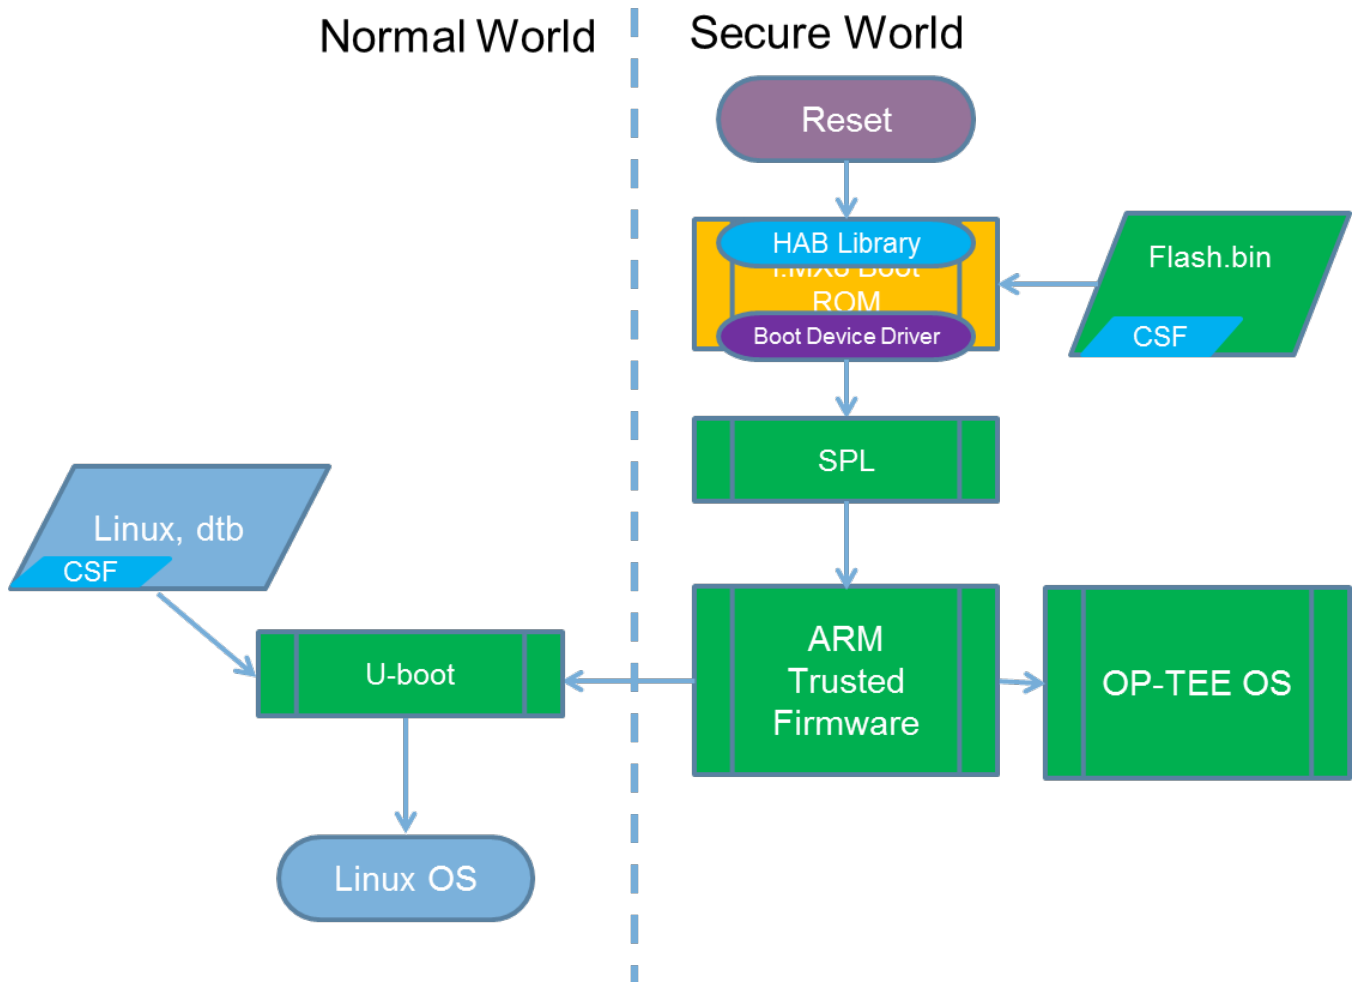 Normal World
Secure World
Reset
HAB Library
Boot
ROM
Boot Device Driver
Flash.bin
CSF
SPL
Linux, dtb
CSF
U-boot
ARM
Trusted
Firmware
OP-TEE OS
Linux OS